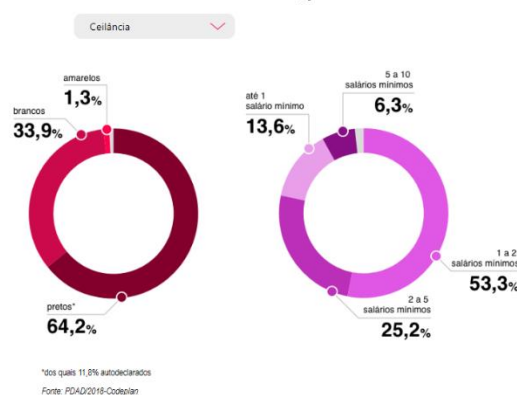 Ceilância
amarelos
1,3%
brancos
33,9%
pretos*
64,2%
5 a 10
salários mínimos
6,3%
até 1
salário mínimo
13,6%
1 a 2
salários mínimos
53,3%
2 a 5
salários mínimos
25,2%
*dos quais 11,8% autodeclarados
Fonte: PDAD/2018-Codeplan